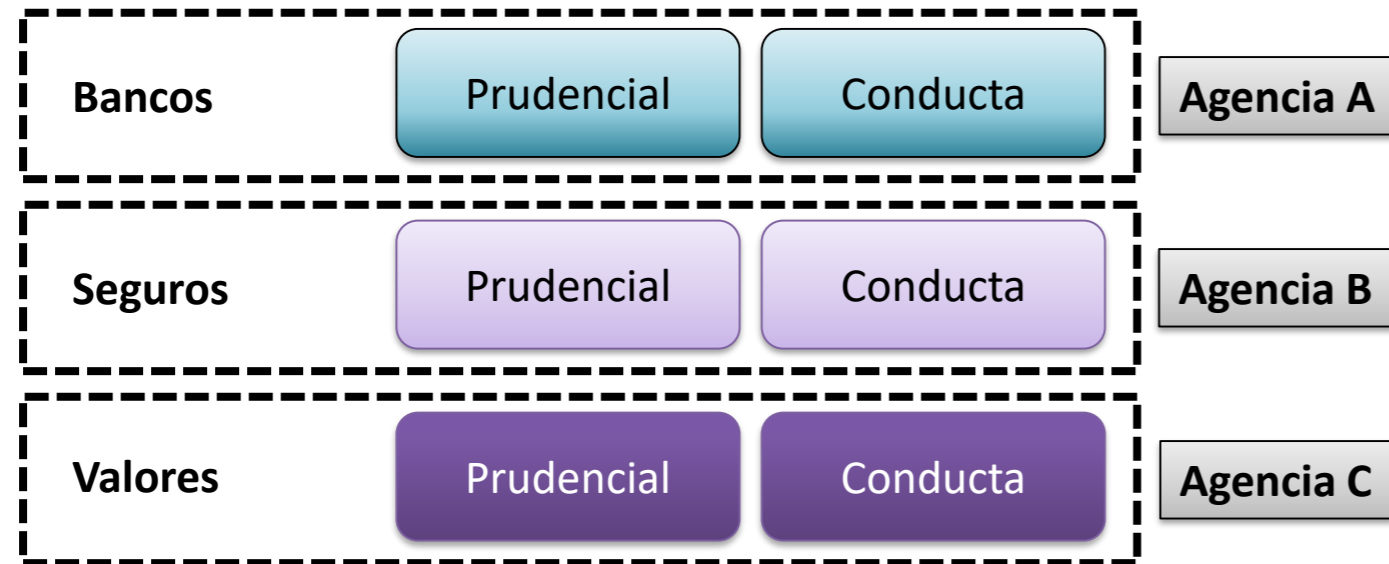 Bancos Prudencial Conducta Agencia A
Seguros Prudencial Conducta Agencia B
Valores Prudencial Conducta Agencia C